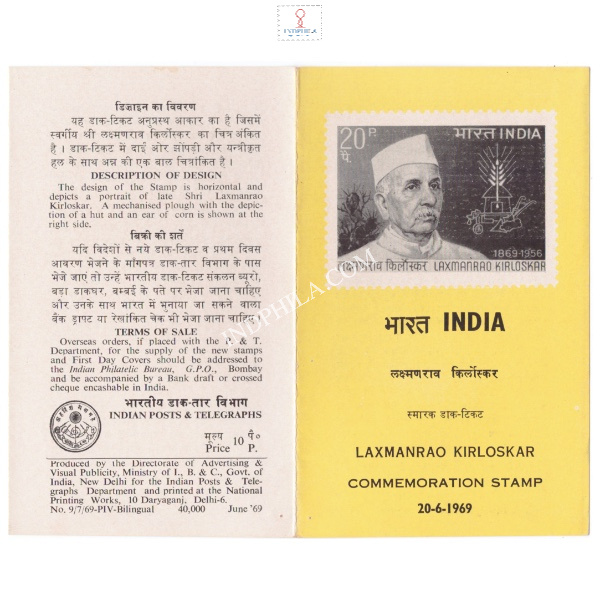 INDPHILA
डिज़ाइन का विवरण
यह डाक-टिकट अनुप्रस्थ आकार का है जिसमें
स्वर्गीय श्री लक्ष्मणराव किर्लोस्कर का चित्र अंकित
है । डाक-टिकट में दाईं ओर झोंपड़ी और यन्त्रीकृत
हल के साथ अन्न की एक बाल चित्रांकित है ।
DESCRIPTION OF DESIGN
The design of the Stamp is horizontal and
depicts a portrait of late Shri Laxmanrao
Kirloskar. A mechanised plough with the depic-
tion of a hut and an ear of corn is shown at the
right side.
बिक्री की शर्तें
यदि विदेशों से नये डाक-टिकट व प्रथम दिवस
आवरण भेजने के माँगपत्र डाक-तार विभाग के पास
भेजे जाएं तो उन्हें भारतीय डाक-टिकट संकलन ब्यूरो,
बड़ा डाकघर, बम्बई के पते पर भेजा जाना चाहिए
और उनके साथ भारत में भुनाया जा सकने वाला
बैंक ड्राफ्ट या रेखांकित चेक भी भेजा जाना चाहिए ।
TERMS OF SALE
Overseas orders, if placed with the P. & T.
Department, for the supply of the new stamps
and First Day Covers should be addressed to
the Indian Philatelic Bureau, G.P.O., Bombay
and be accompanied by a Bank draft or crossed
cheque encashable in India.
भारतीय डाक-तार विभाग
INDIAN POSTS & TELEGRAPHS
मूल्य 10 पै०
Price 10 P.
Produced by the Directorate of Advertising &
Visual Publicity, Ministry of I., B. & C., Govt. of
India, New Delhi for the Indian Posts & Tele-
graphs Department and printed at the National
Printing Works, 10 Daryaganj, Delhi-6.
No. 9/7/69-PIV-Bilingual 40,000 June '69
20 P.
पै.
भारत INDIA
1869-1956
लक्ष्मणराव किर्लोस्कर LAXMANRAO KIRLOSKAR
भारत INDIA
लक्ष्मणराव किर्लोस्कर
स्मारक डाक-टिकट
LAXMANRAO KIRLOSKAR
COMMEMORATION STAMP
20-6-1969
INDPHILA.COM